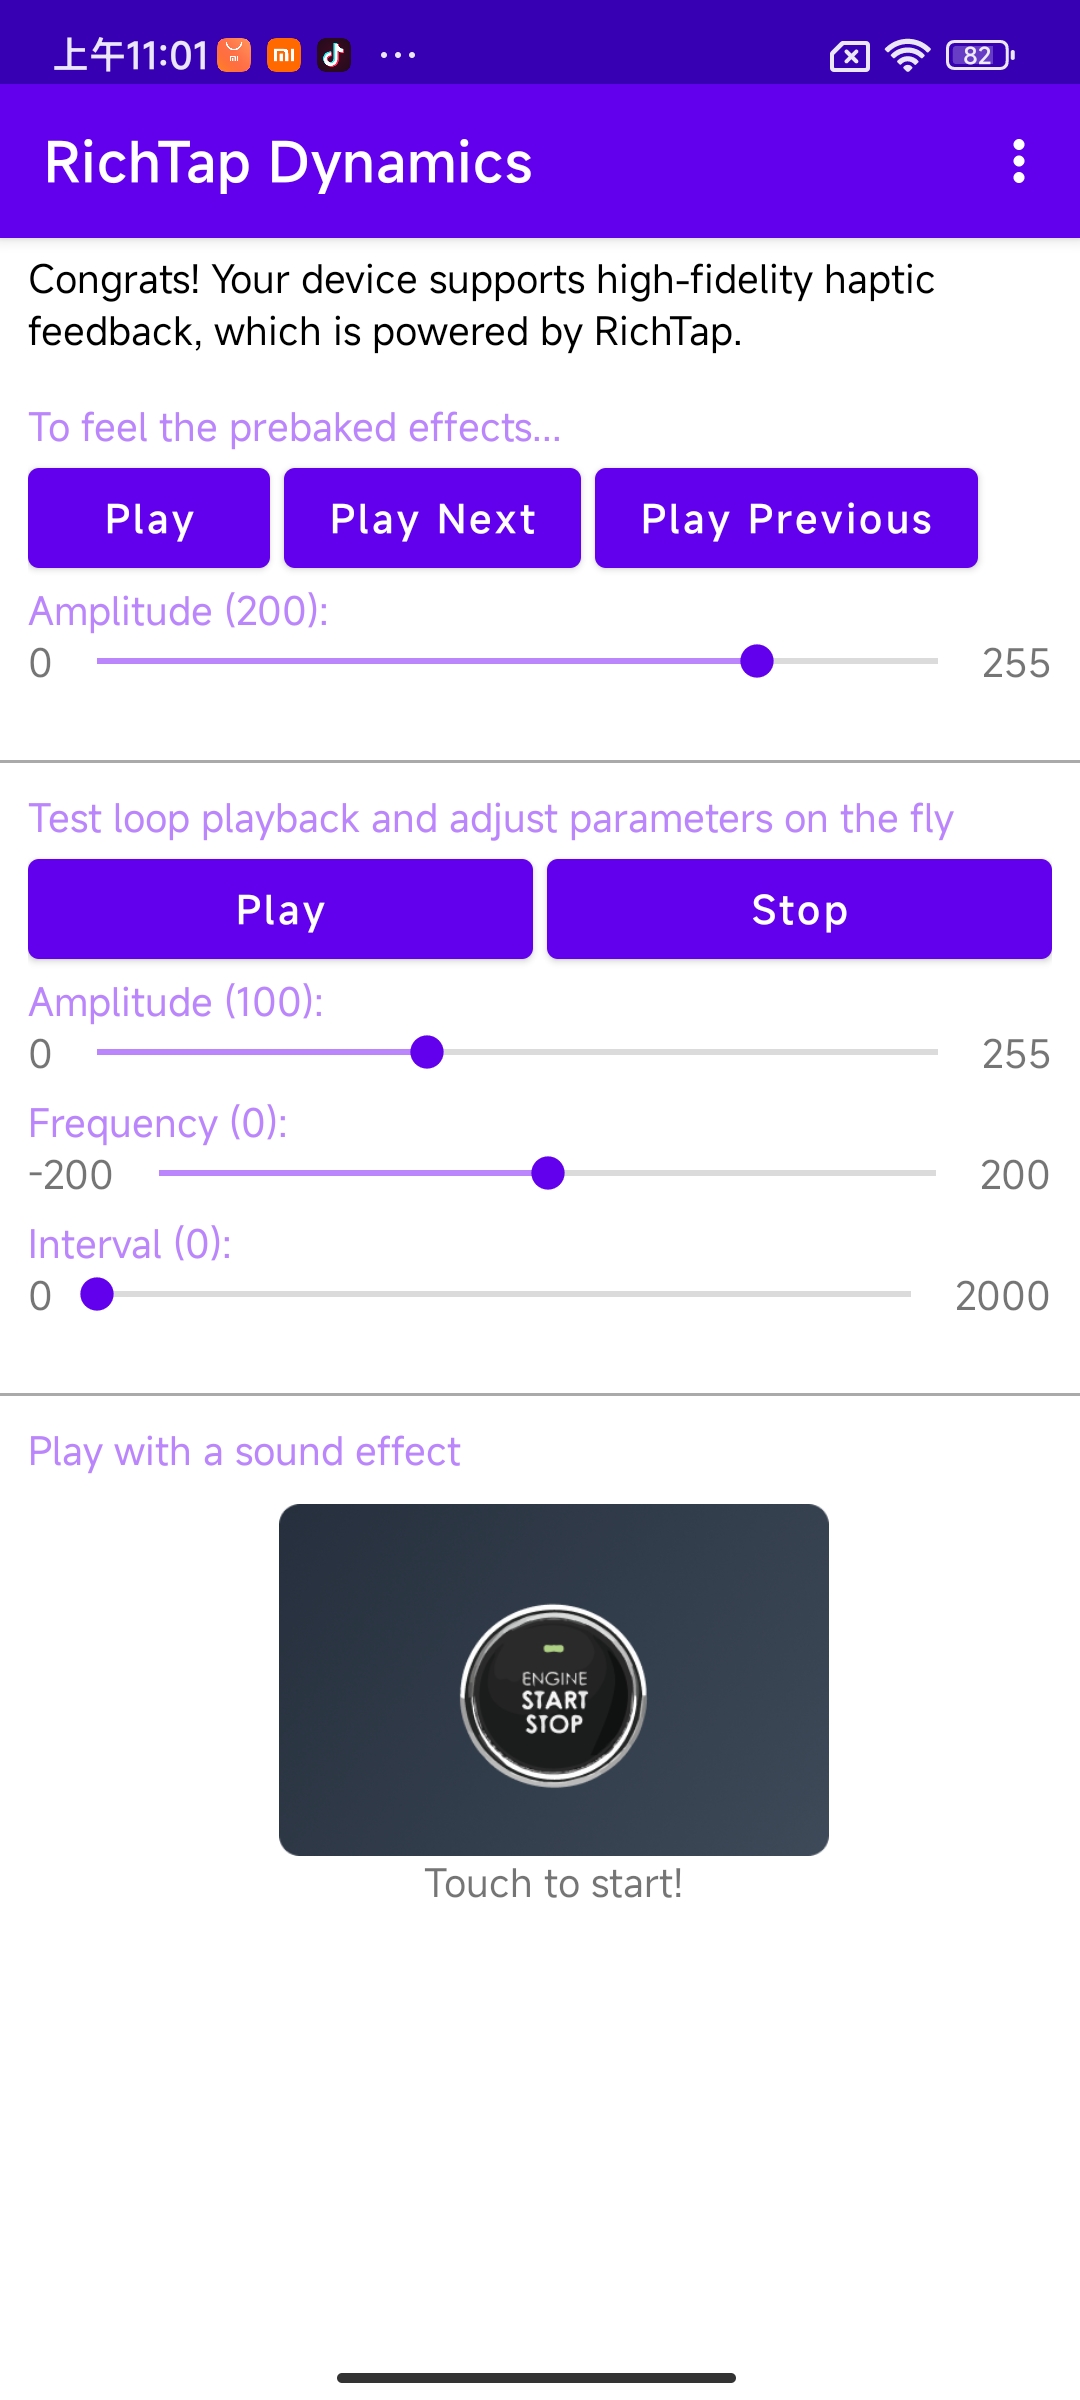 上午11:01
82
RichTap Dynamics
Congrats! Your device supports high-fidelity haptic
feedback, which is powered by RichTap.
To feel the prebaked effects...
Play
Play Next
Play Previous
Amplitude (200):
0
255
Test loop playback and adjust parameters on the fly
Play
Stop
Amplitude (100):
0
255
Frequency (0):
-200
200
Interval (0):
0
2000
Play with a sound effect
ENGINE
START
STOP
Touch to start!